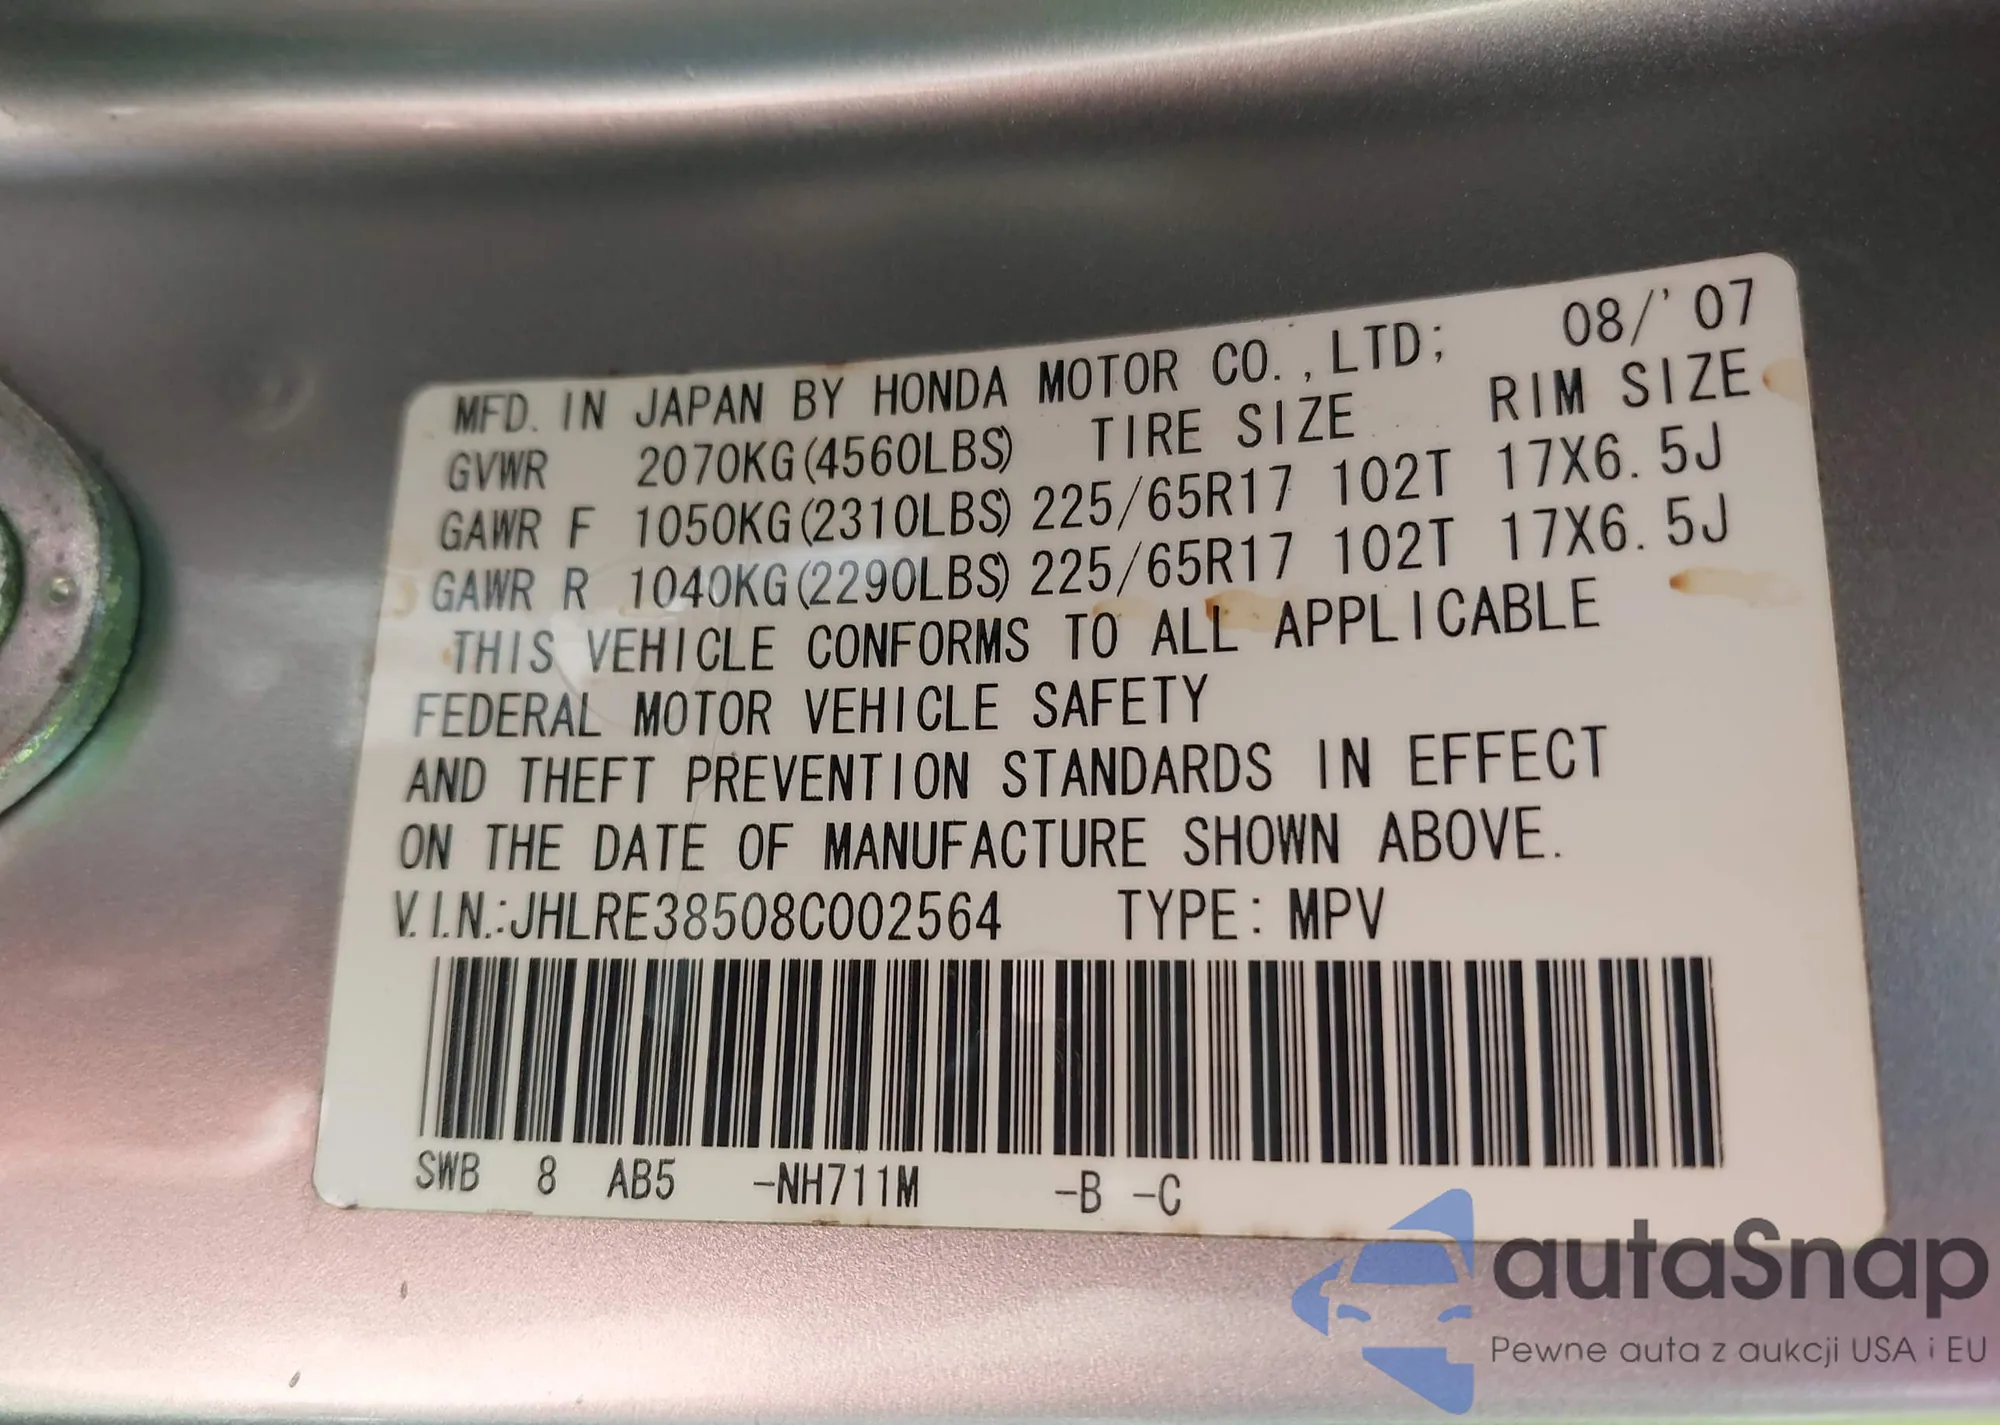 MFD. IN JAPAN BY HONDA MOTOR CO.,LTD; 08/'07
GVWR 2070KG(4560LBS) TIRE SIZE RIM SIZE
GAWR F 1050KG(2310LBS) 225/65R17 102T 17X6.5J
GAWR R 1040KG(2290LBS) 225/65R17 102T 17X6.5J
THIS VEHICLE CONFORMS TO ALL APPLICABLE
FEDERAL MOTOR VEHICLE SAFETY
AND THEFT PREVENTION STANDARDS IN EFFECT
ON THE DATE OF MANUFACTURE SHOWN ABOVE.
V.I.N.:JHLRE38508C002564 TYPE: MPV
SWB 8 AB5 -NH711M -B -C
autaSnap
Pewne auta z aukcji USA i EU